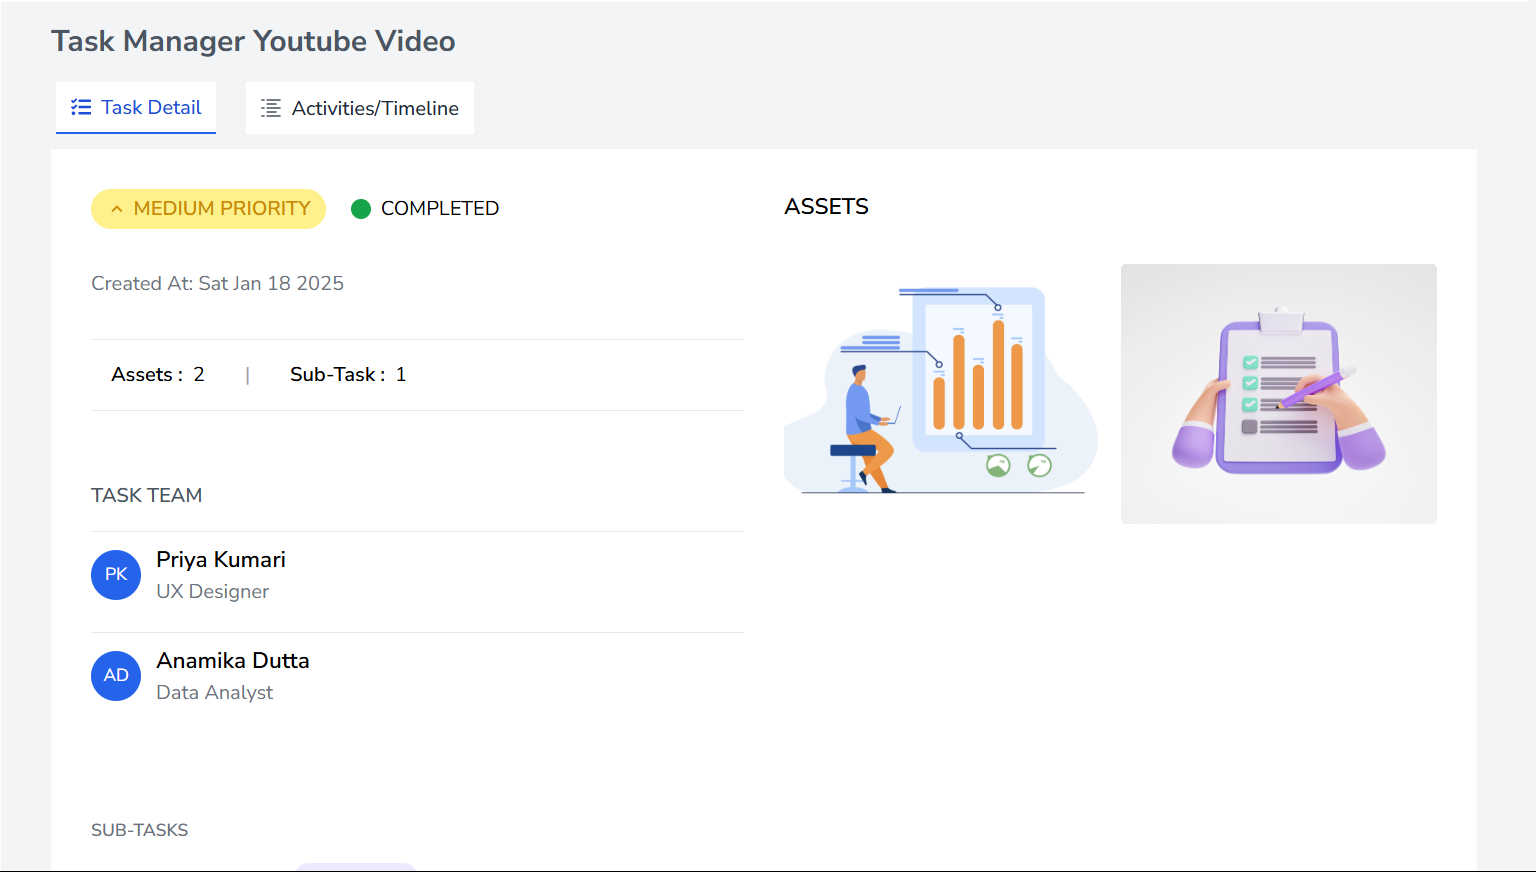 Task Manager Youtube Video
Task Detail
Activities/Timeline
MEDIUM PRIORITY
COMPLETED
Created At: Sat Jan 18 2025
Assets : 2 | Sub-Task : 1
TASK TEAM
PK
Priya Kumari
UX Designer
AD
Anamika Dutta
Data Analyst
SUB-TASKS
ASSETS